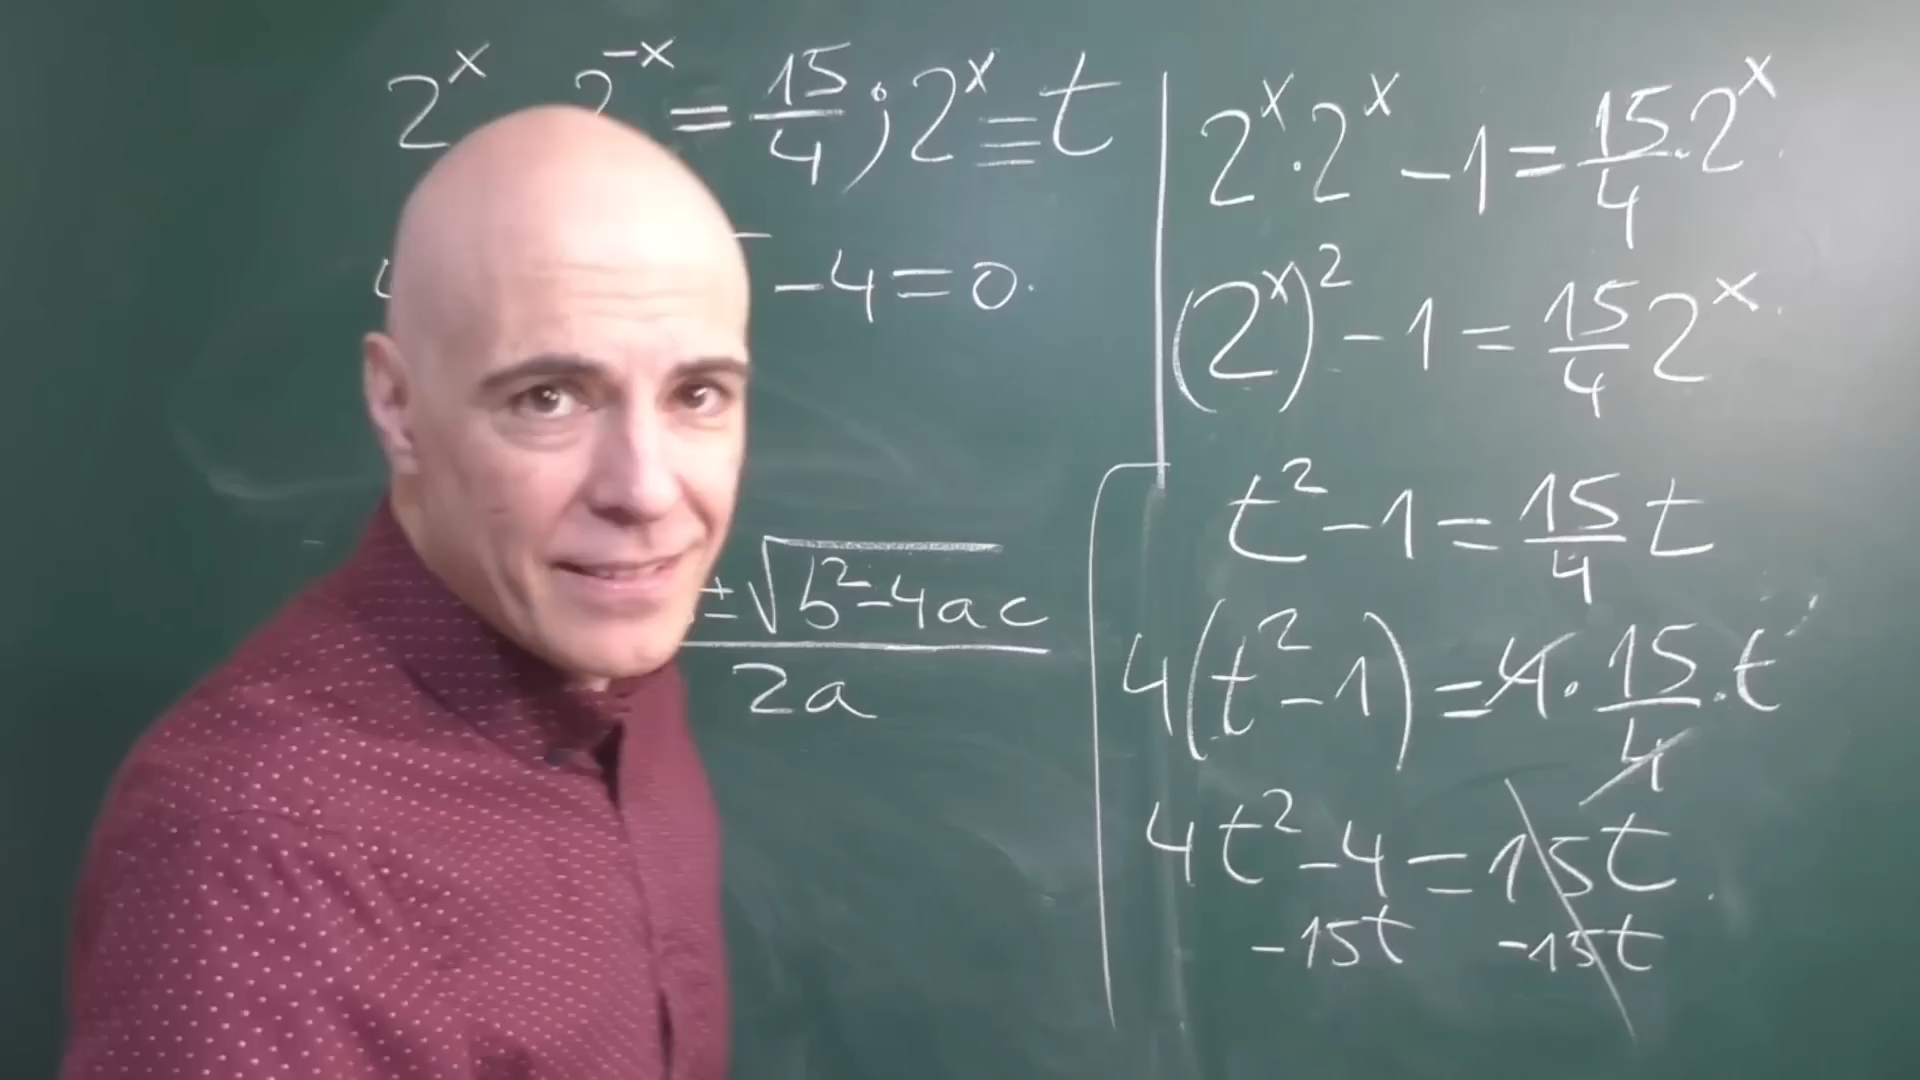 2^x 2^-x = 15/4 ; 2^x ≡ t
-4=0.
±√(b²-4ac)
2a
2^x · 2^x - 1 = 15/4 · 2^x
(2^x)² - 1 = 15/4 2^x
t² - 1 = 15/4 t
4(t² - 1) = 4 · 15/4 · t
4t² - 4 = 15t
-15t -15t